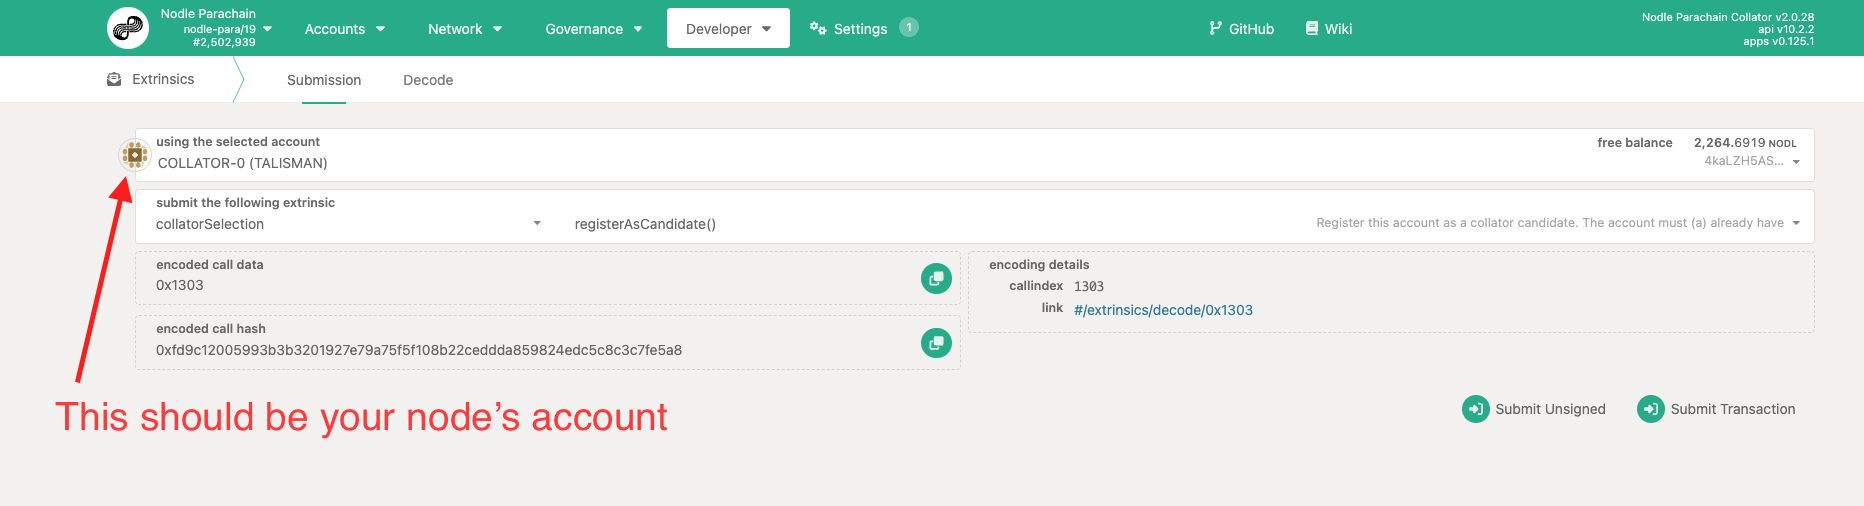 Nodle Parachain
node-para/19
#2,502,939
Accounts
Network
Governance
Developer
Settings
1
GitHub
Wiki
Nodle Parachain Collator v2.0.28
api v10.2.2
apps v0.125.1
Extrinsics
Submission
Decode
using the selected account
COLLATOR-0 (TALISMAN)
free balance 2,264.6919 NODL
4kaLZH5AS...
submit the following extrinsic
collatorSelection
registerAsCandidate()
Register this account as a collator candidate. The account must (a) already have
encoded call data
0x1303
encoding details
callindex 1303
link #/extrinsics/decode/0x1303
encoded call hash
0xfd9c12005993b3b3201927e79a75f5f108b22ceddda859824edc5c8c3c7fe5a8
This should be your node's account
Submit Unsigned
Submit Transaction